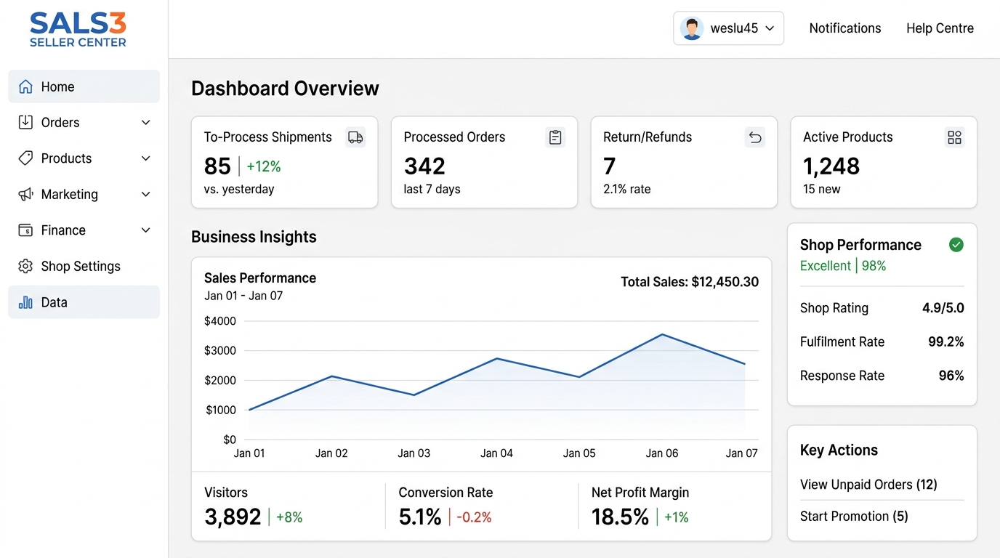 SALS3
SELLER CENTER
weslu45
Notifications
Help Centre
Home
Orders
Products
Marketing
Finance
Shop Settings
Data
Dashboard Overview
To-Process Shipments
85 | +12%
vs. yesterday
Processed Orders
342
last 7 days
Return/Refunds
7
2.1% rate
Active Products
1,248
15 new
Business Insights
Sales Performance
Jan 01 - Jan 07
Total Sales: $12,450.30
$4000
$3000
$2000
$1000
$0
Jan 01
Jan 02
Jan 03
Jan 04
Jan 05
Jan 06
Jan 07
Visitors
3,892 | +8%
Conversion Rate
5.1% | -0.2%
Net Profit Margin
18.5% | +1%
Shop Performance
Excellent | 98%
Shop Rating 4.9/5.0
Fulfilment Rate 99.2%
Response Rate 96%
Key Actions
View Unpaid Orders (12)
Start Promotion (5)